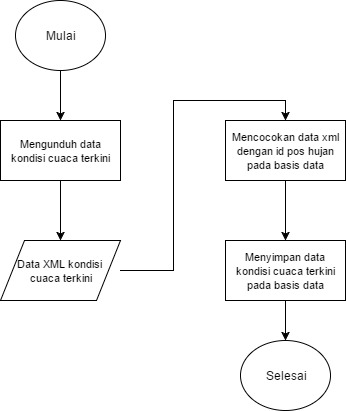 Mulai
Mengunduh data
kondisi cuaca terkini
Data XML kondisi
cuaca terkini
Mencocokan data xml
dengan id pos hujan
pada basis data
Menyimpan data
kondisi cuaca terkini
pada basis data
Selesai